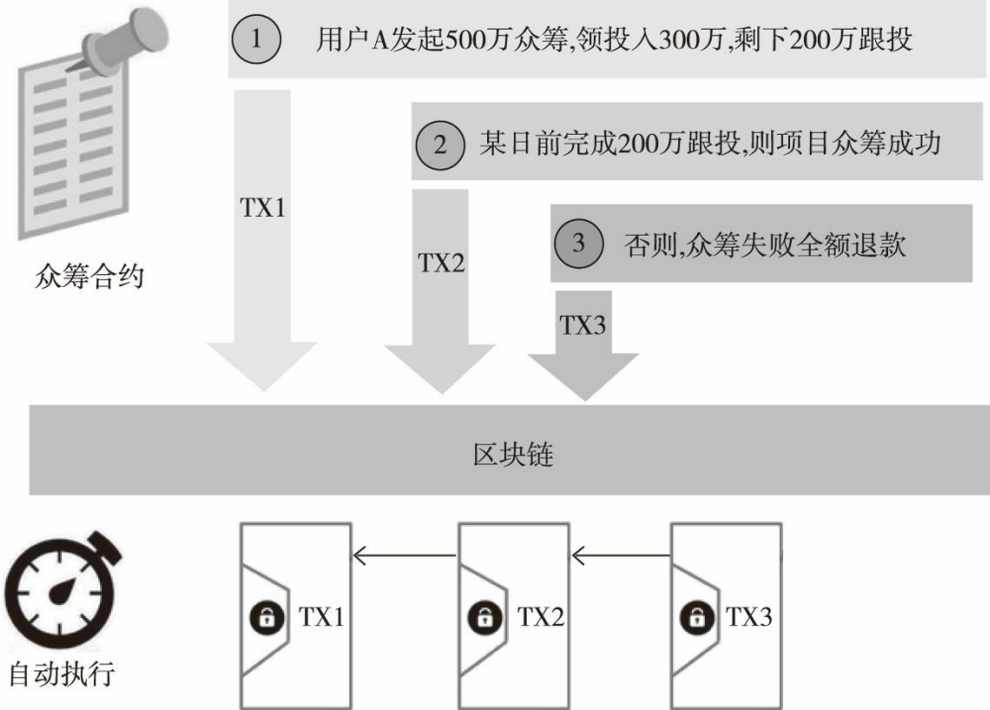 1 用户A发起500万众筹,领投入300万,剩下200万跟投
2 某日前完成200万跟投,则项目众筹成功
3 否则,众筹失败全额退款
TX1
TX2
TX3
众筹合约
区块链
TX1
TX2
TX3
自动执行